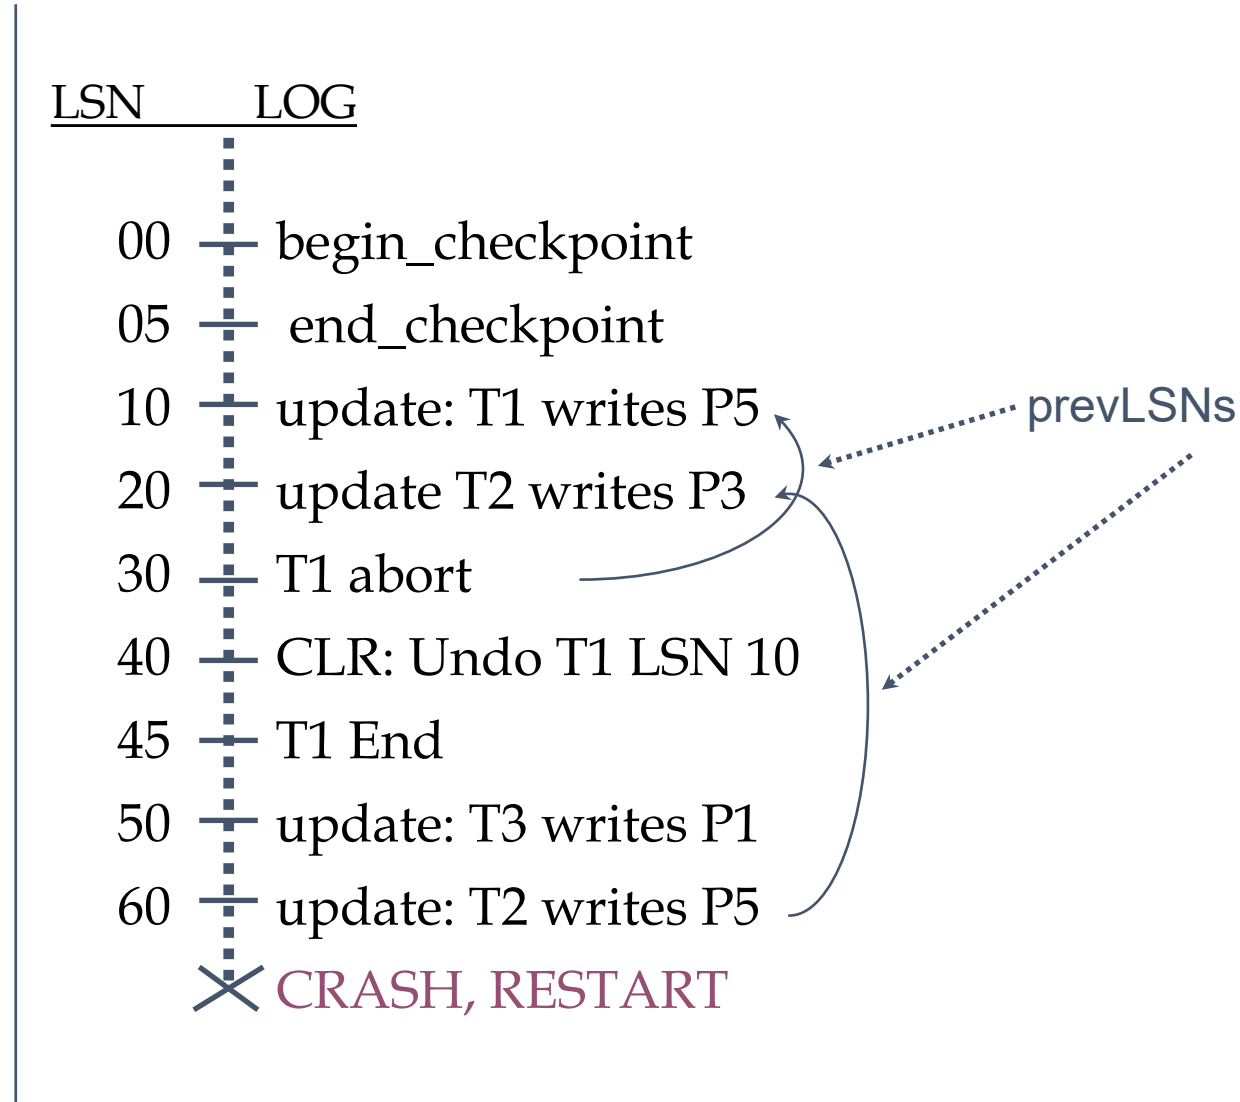 LSN LOG
00 begin_checkpoint
05 end_checkpoint
10 update: T1 writes P5
prevLSNs
20 update T2 writes P3
30 T1 abort
40 CLR: Undo T1 LSN 10
45 T1 End
50 update: T3 writes P1
60 update: T2 writes P5
CRASH, RESTART